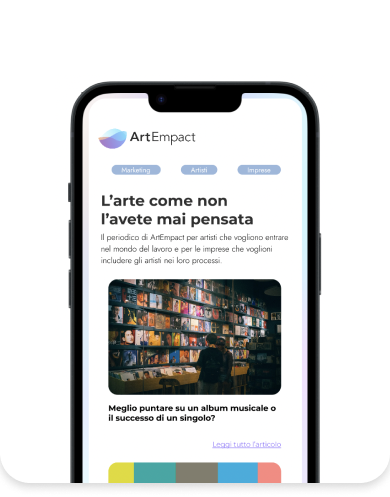 ArtEmpact
Marketing Artisti Imprese
L'arte come non
l'avete mai pensata
Il periodico di ArtEmpact per artisti che vogliono entrare
nel mondo del lavoro e per le imprese che voglioni
includere gli artisti nei loro processi.
Meglio puntare su un album musicale o
il successo di un singolo?
Leggi tutto l'articolo